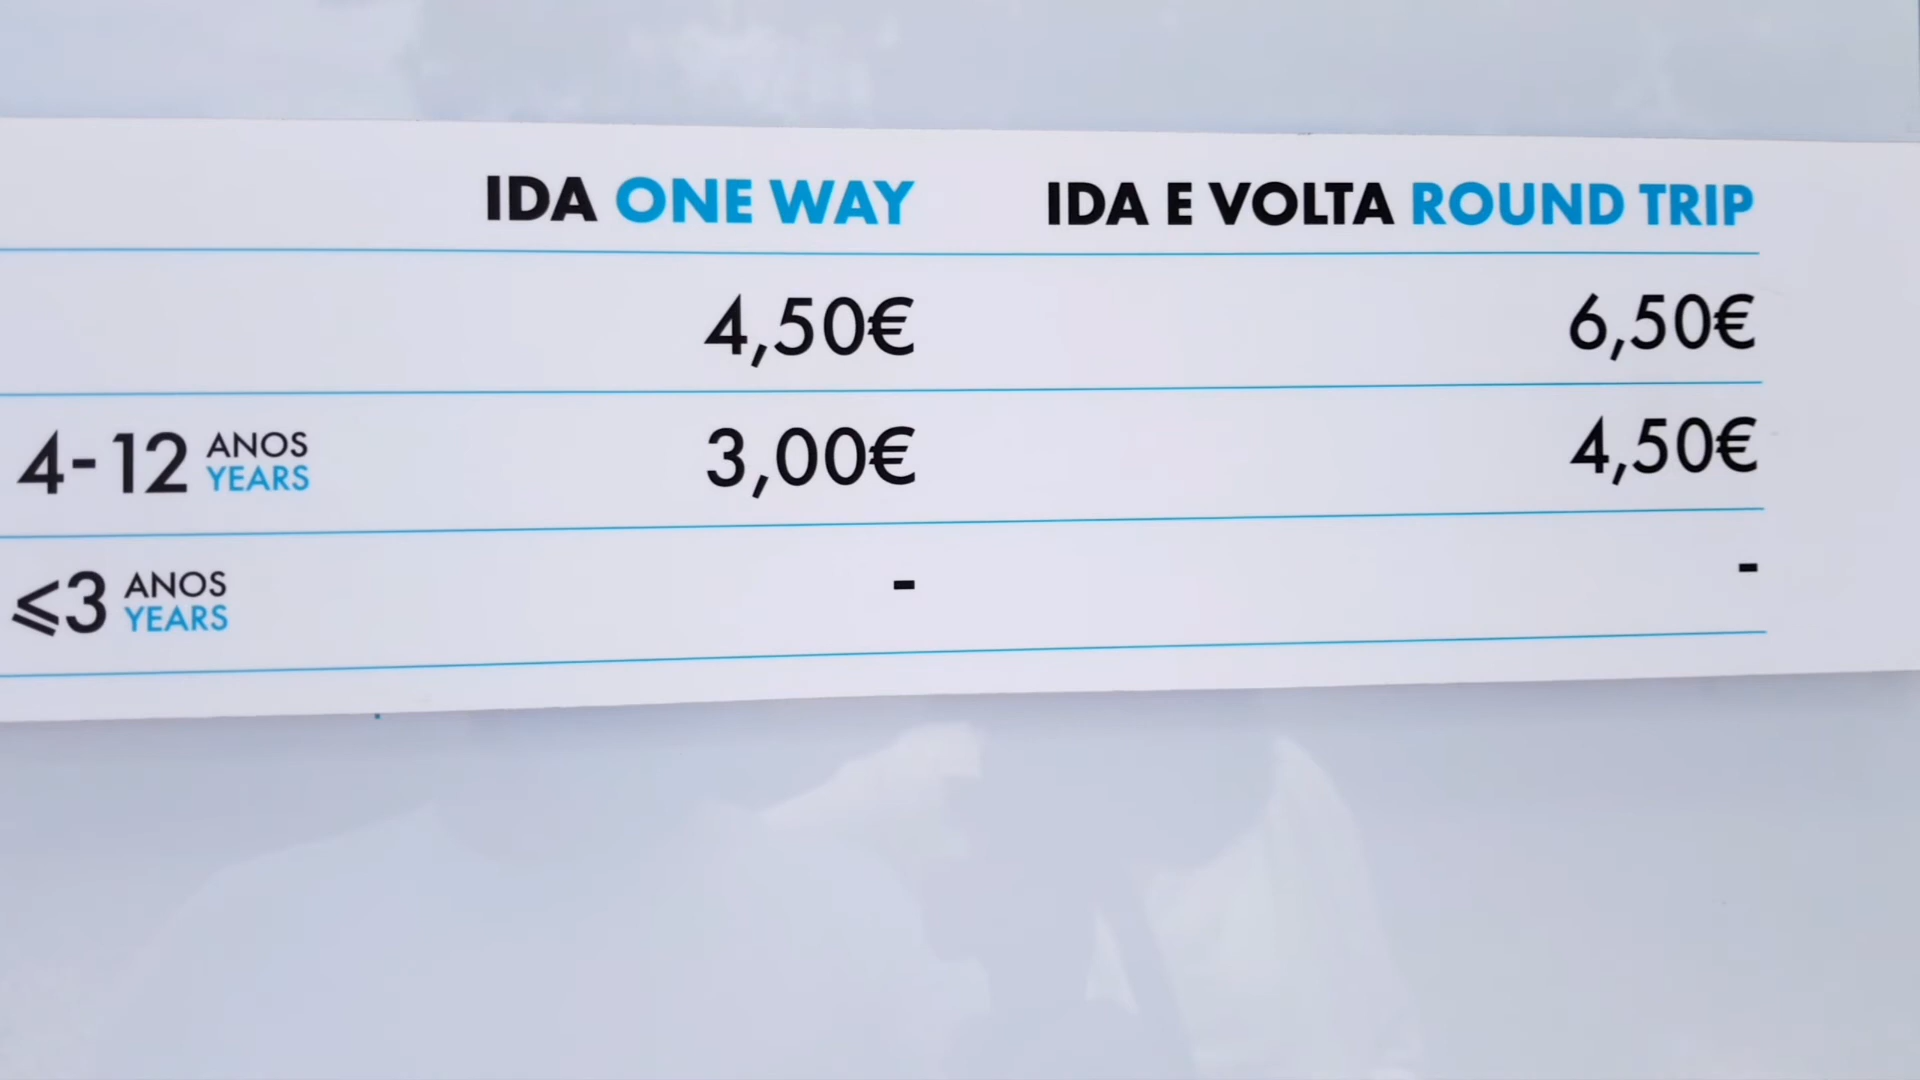 IDA ONE WAY IDA E VOLTA ROUND TRIP
4,50€ 6,50€
4-12 ANOS YEARS 3,00€ 4,50€
⩽3 ANOS YEARS - -